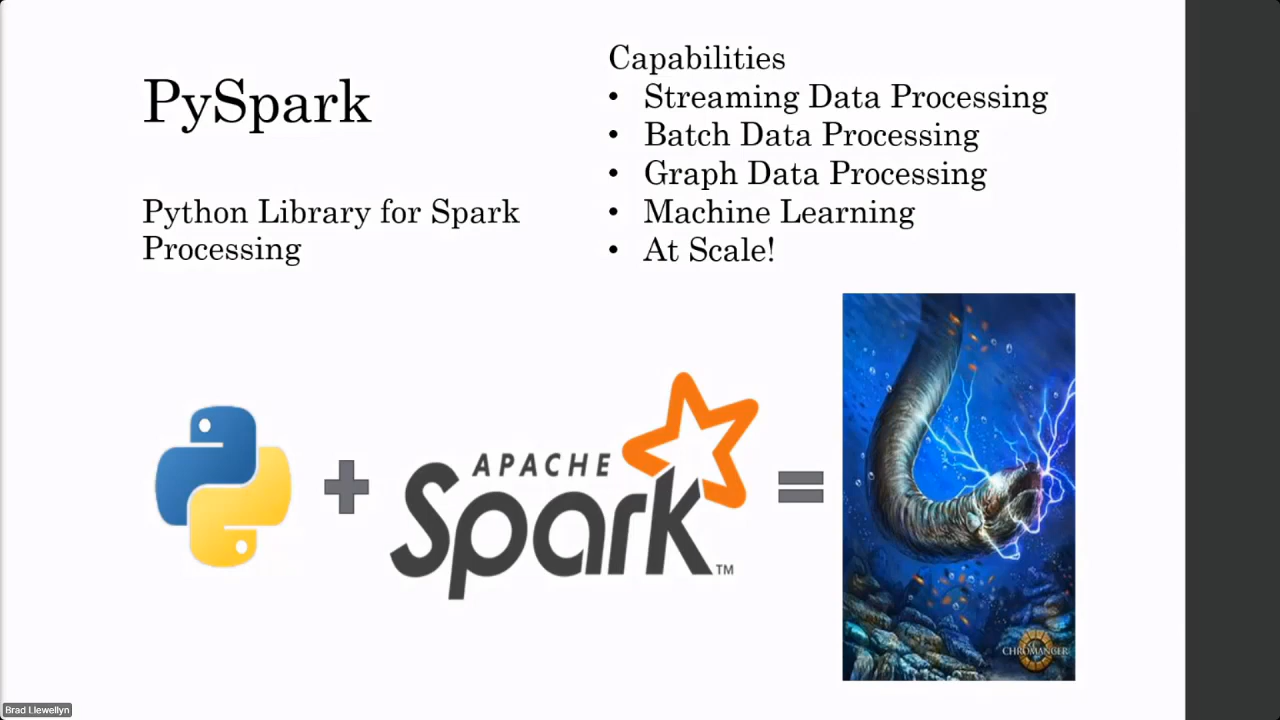 PySpark
Python Library for Spark
Processing
Capabilities
• Streaming Data Processing
• Batch Data Processing
• Graph Data Processing
• Machine Learning
• At Scale!
APACHE
Spark
TM
CHROMANCER
Brad Llewellyn